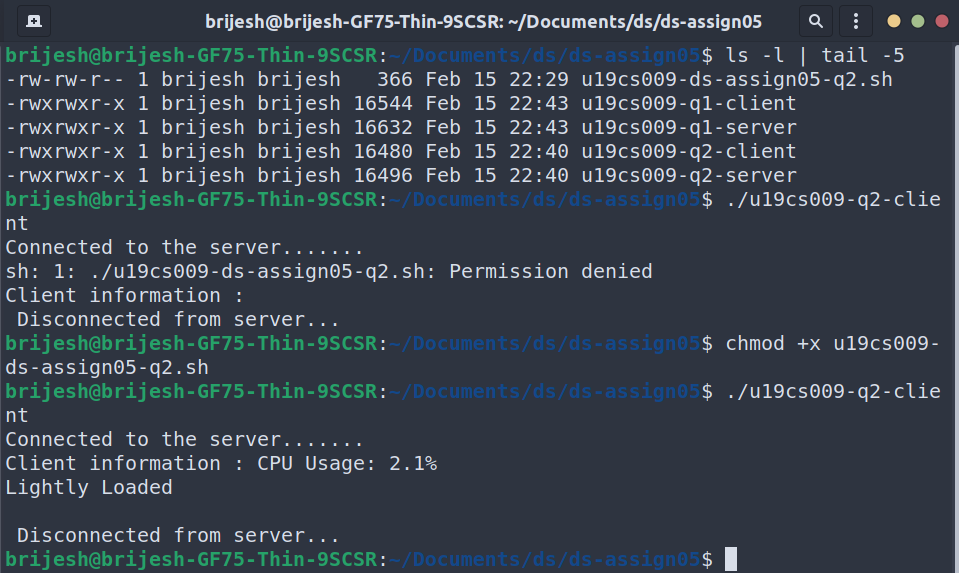 brijesh@brijesh-GF75-Thin-9SCSR: ~/Documents/ds/ds-assign05
brijesh@brijesh-GF75-Thin-9SCSR:~/Documents/ds/ds-assign05$ ls -l | tail -5
-rw-rw-r-- 1 brijesh brijesh   366 Feb 15 22:29 u19cs009-ds-assign05-q2.sh
-rwxrwxr-x 1 brijesh brijesh 16544 Feb 15 22:43 u19cs009-q1-client
-rwxrwxr-x 1 brijesh brijesh 16632 Feb 15 22:43 u19cs009-q1-server
-rwxrwxr-x 1 brijesh brijesh 16480 Feb 15 22:40 u19cs009-q2-client
-rwxrwxr-x 1 brijesh brijesh 16496 Feb 15 22:40 u19cs009-q2-server
brijesh@brijesh-GF75-Thin-9SCSR:~/Documents/ds/ds-assign05$ ./u19cs009-q2-clie
nt
Connected to the server.......
sh: 1: ./u19cs009-ds-assign05-q2.sh: Permission denied
Client information :
 Disconnected from server...
brijesh@brijesh-GF75-Thin-9SCSR:~/Documents/ds/ds-assign05$ chmod +x u19cs009-
ds-assign05-q2.sh
brijesh@brijesh-GF75-Thin-9SCSR:~/Documents/ds/ds-assign05$ ./u19cs009-q2-clie
nt
Connected to the server.......
Client information : CPU Usage: 2.1%
Lightly Loaded
 Disconnected from server...
brijesh@brijesh-GF75-Thin-9SCSR:~/Documents/ds/ds-assign05$